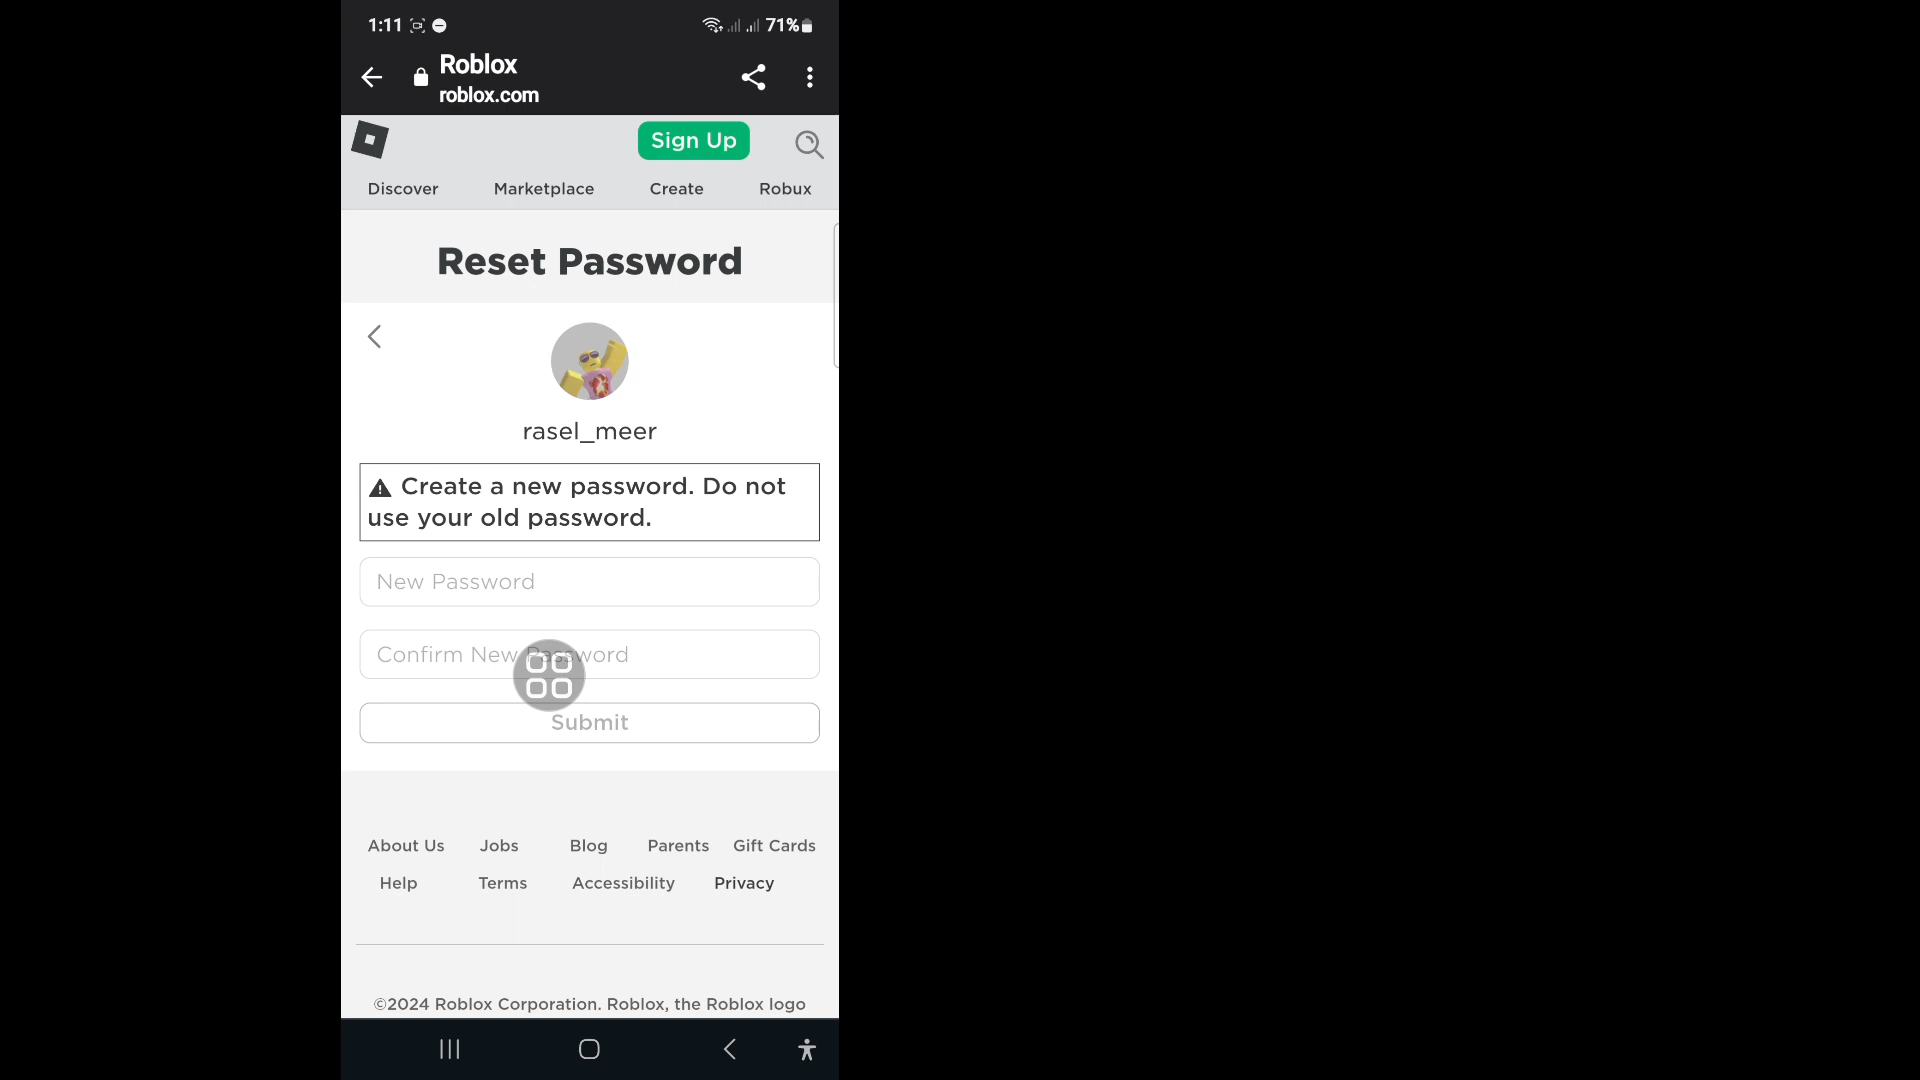 1:11 71%
Roblox
roblox.com
Sign Up
Discover Marketplace Create Robux
Reset Password
rasel_meer
Create a new password. Do not
use your old password.
New Password
Confirm New Password
Submit
About Us Jobs Blog Parents Gift Cards
Help Terms Accessibility Privacy
©2024 Roblox Corporation. Roblox, the Roblox logo